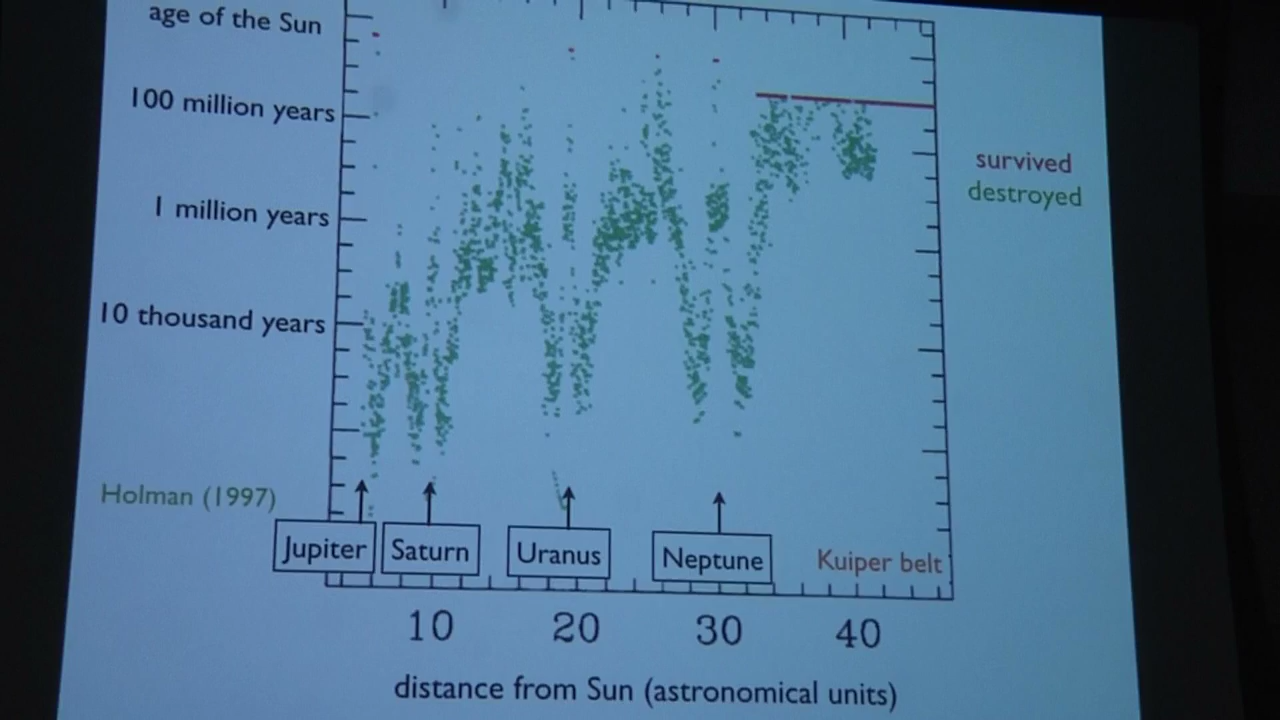 age of the Sun
100 million years
1 million years
10 thousand years
survived
destroyed
Holman (1997)
Jupiter
Saturn
Uranus
Neptune
Kuiper belt
10 20 30 40
distance from Sun (astronomical units)